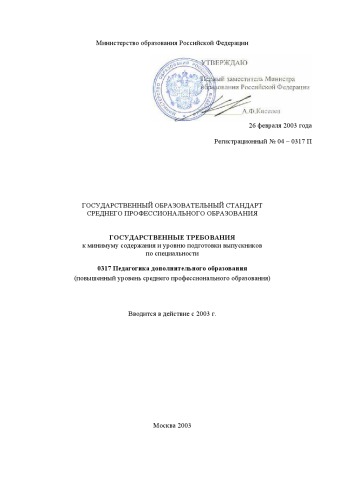 Министерство образования Российской Федерации
УТВЕРЖДАЮ
Первый заместитель Министра
образования Российской Федерации
А.Ф.Киселев
26 февраля 2003 года
Регистрационный № 04 – 0317 П
ГОСУДАРСТВЕННЫЙ ОБРАЗОВАТЕЛЬНЫЙ СТАНДАРТ
СРЕДНЕГО ПРОФЕССИОНАЛЬНОГО ОБРАЗОВАНИЯ
ГОСУДАРСТВЕННЫЕ ТРЕБОВАНИЯ
к минимуму содержания и уровню подготовки выпускников
по специальности
0317 Педагогика дополнительного образования
(повышенный уровень среднего профессионального образования)
Вводится в действие с 2003 г.
Москва 2003